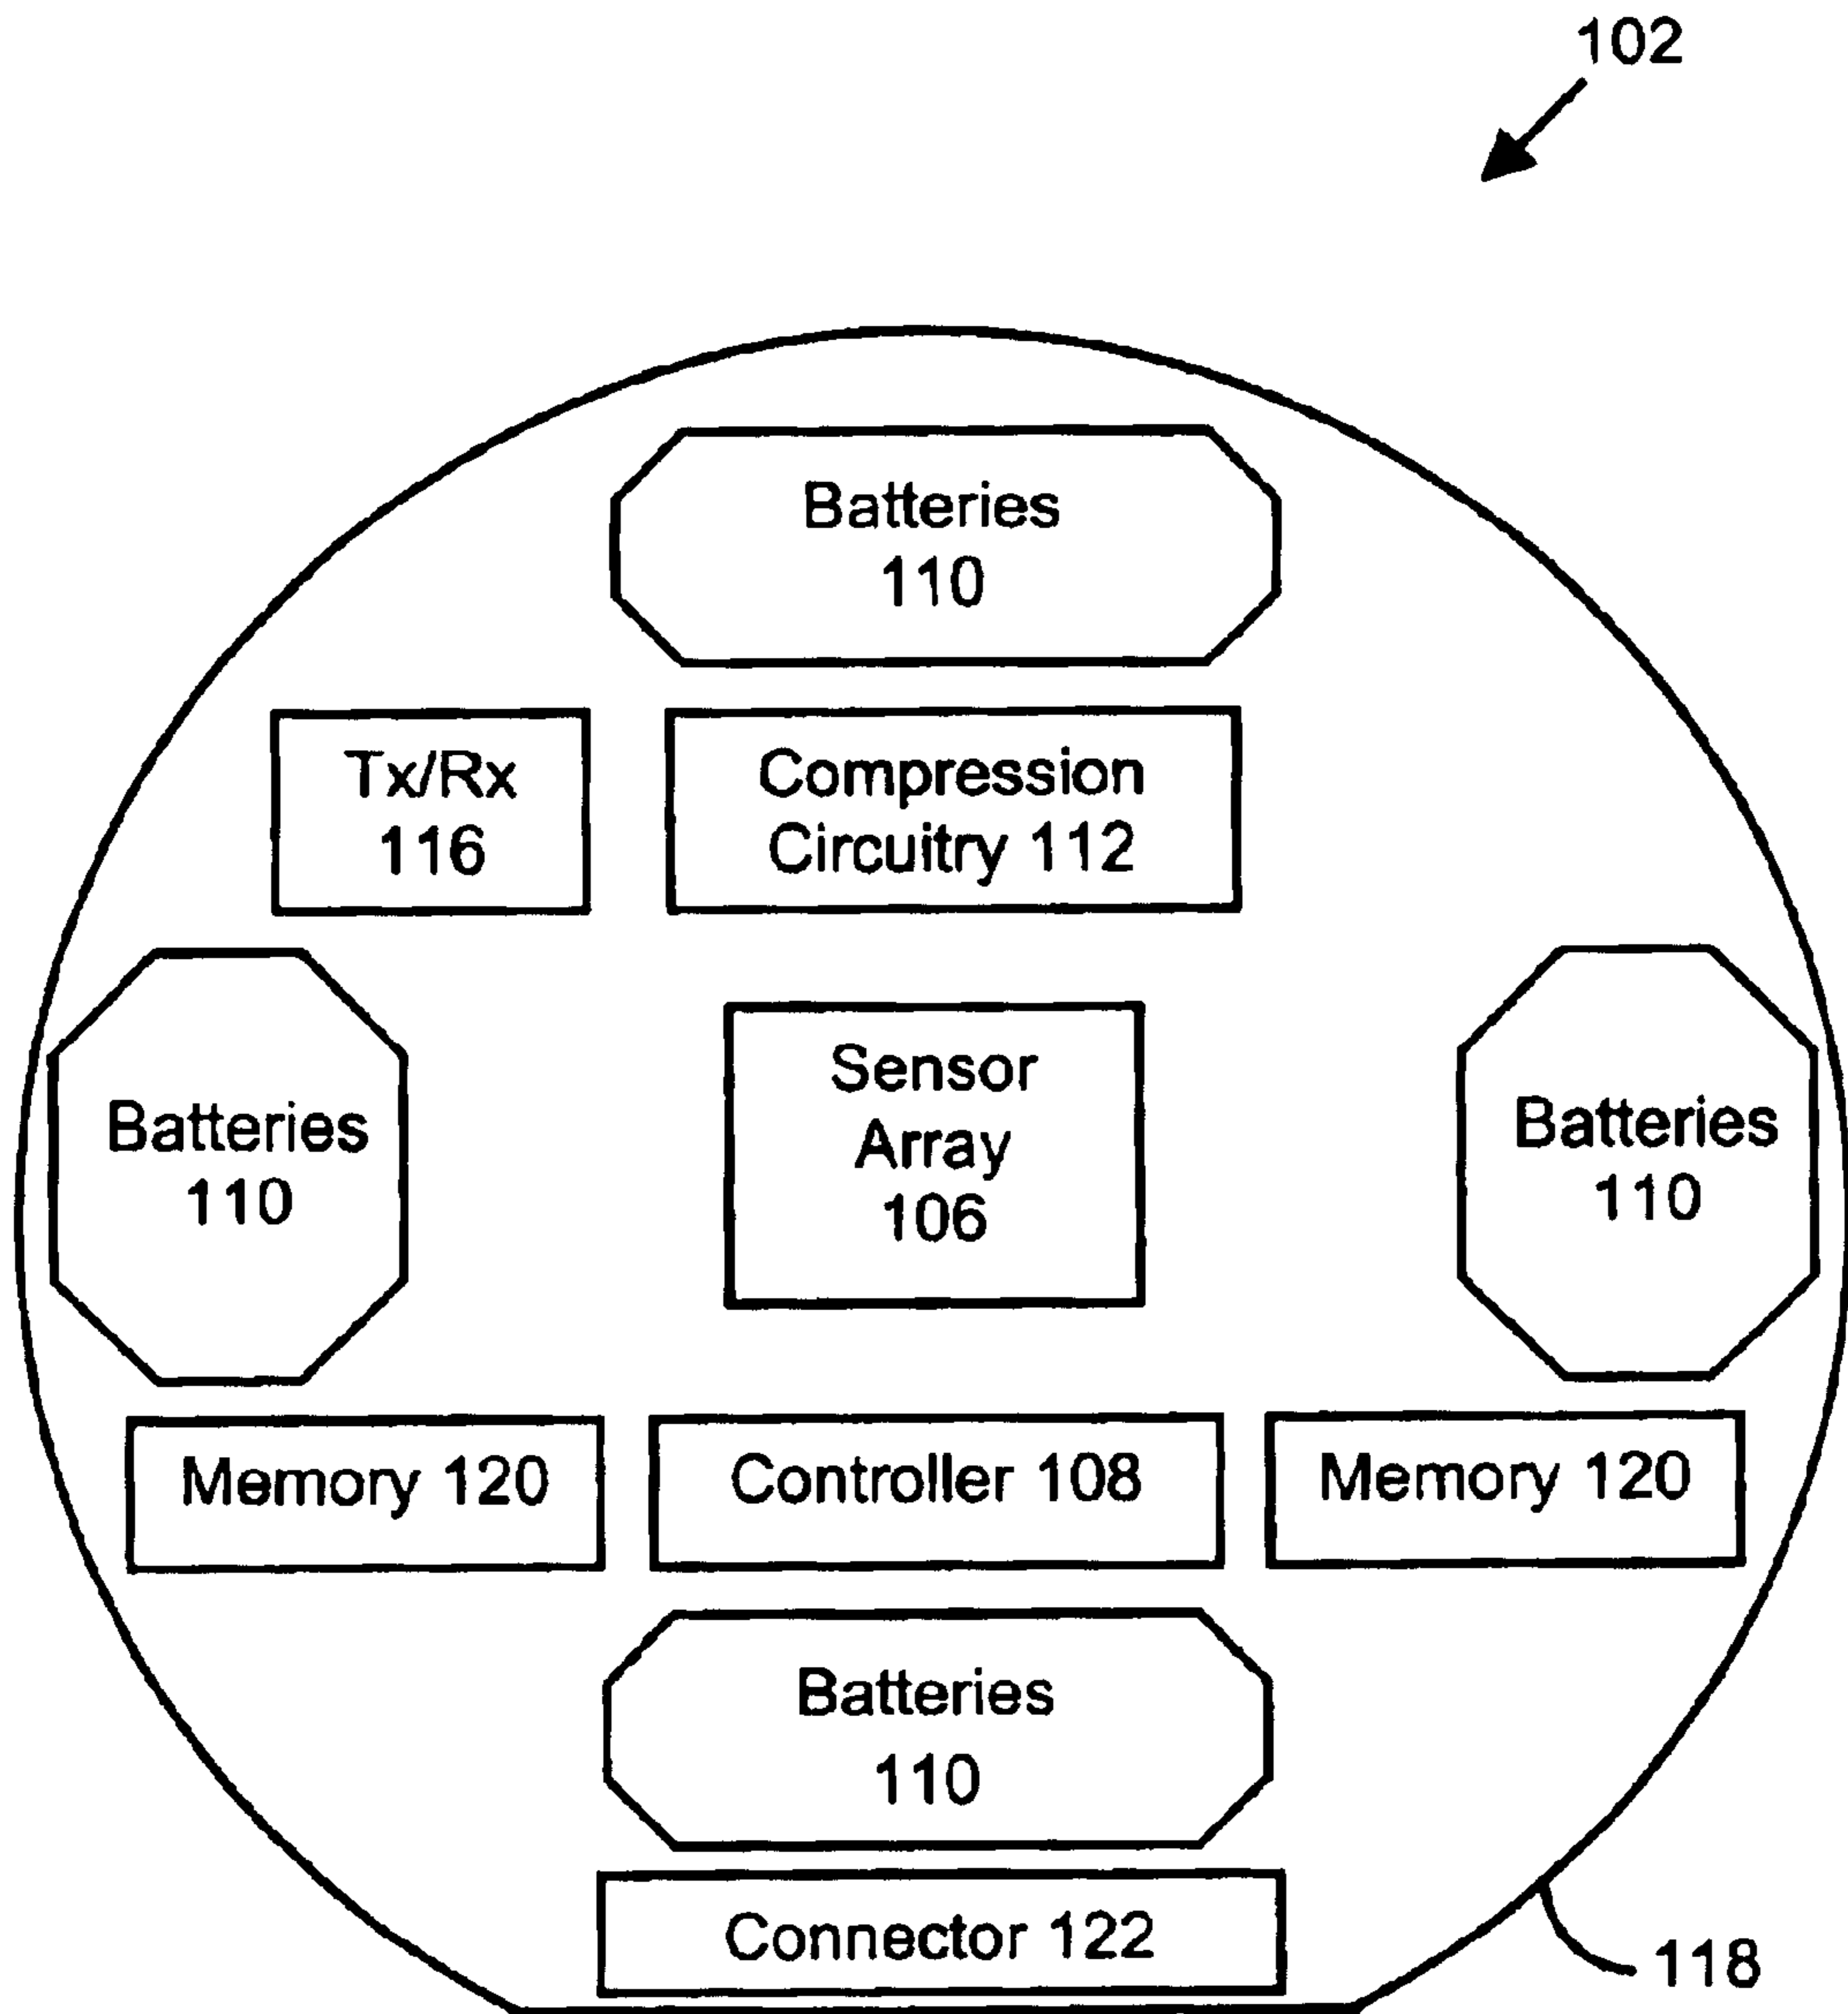 102
Batteries
110
Tx/Rx
116
Compression
Circuitry 112
Batteries
110
Sensor
Array
106
Batteries
110
Memory 120
Controller 108
Memory 120
Batteries
110
Connector 122
118